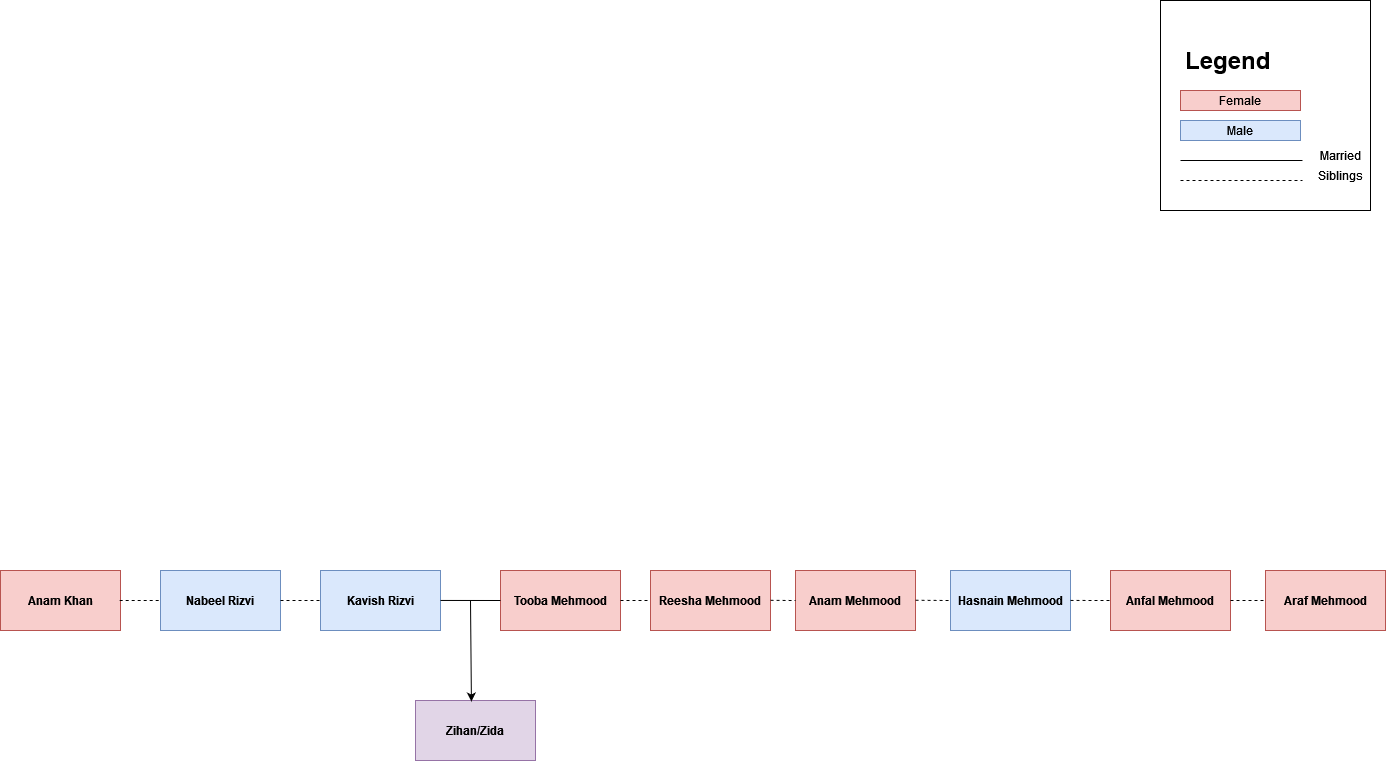 Legend
Female
Male
Married
Siblings
Anam Khan
Nabeel Rizvi
Kavish Rizvi
Tooba Mehmood
Reesha Mehmood
Anam Mehmood
Hasnain Mehmood
Anfal Mehmood
Araf Mehmood
Zihan/Zida